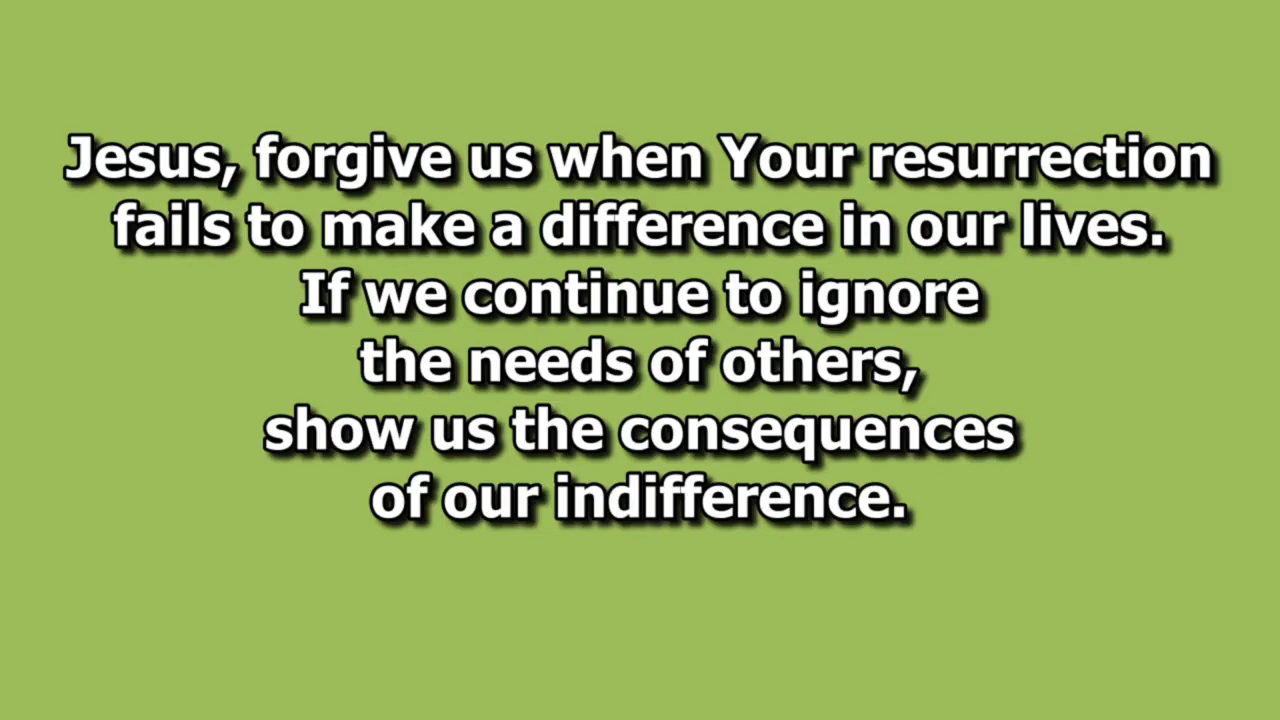 Jesus, forgive us when Your resurrection
fails to make a difference in our lives.
If we continue to ignore
the needs of others,
show us the consequences
of our indifference.